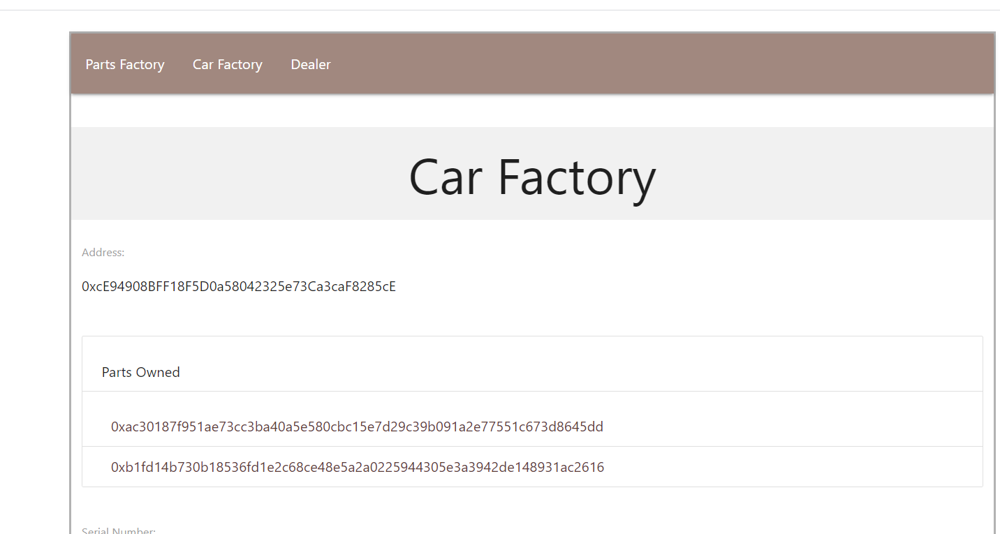 Parts Factory Car Factory Dealer
Car Factory
Address:
0xcE94908BFF18F5D0a58042325e73Ca3caF8285cE
Parts Owned
0xac30187f951ae73cc3ba40a5e580cbc15e7d29c39b091a2e77551c673d8645dd
0xb1fd14b730b18536fd1e2c68ce48e5a2a0225944305e3a3942de148931ac2616
Serial Number: